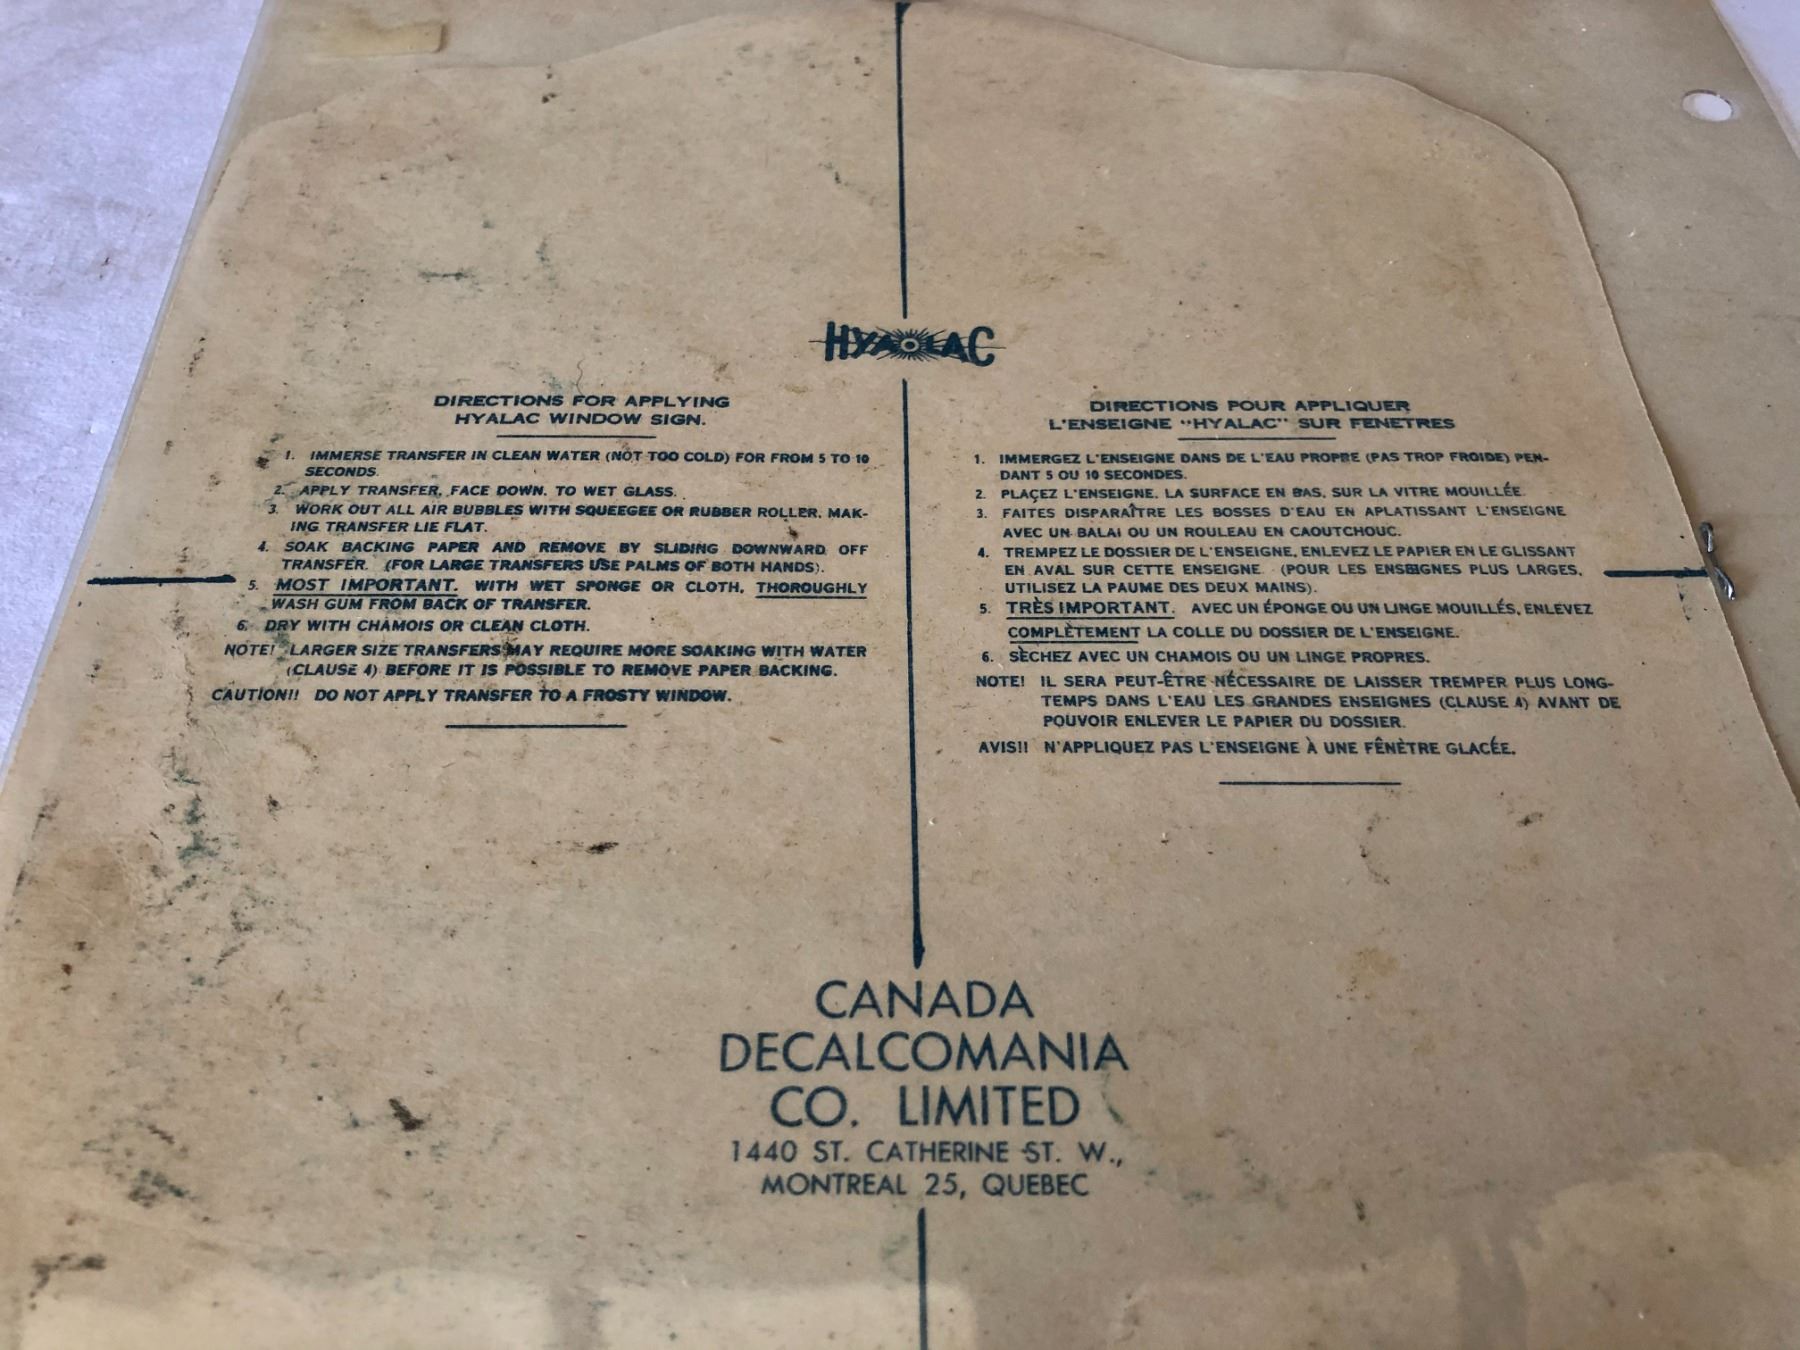 HYALAC
DIRECTIONS FOR APPLYING
HYALAC WINDOW SIGN.
1. IMMERSE TRANSFER IN CLEAN WATER (NOT TOO COLD) FOR FROM 5 TO 10
SECONDS.
2. APPLY TRANSFER, FACE DOWN, TO WET GLASS.
3. WORK OUT ALL AIR BUBBLES WITH SQUEEGEE OR RUBBER ROLLER, MAK-
ING TRANSFER LIE FLAT.
4. SOAK BACKING PAPER AND REMOVE BY SLIDING DOWNWARD OFF
TRANSFER. (FOR LARGE TRANSFERS USE PALMS OF BOTH HANDS).
5. MOST IMPORTANT. WITH WET SPONGE OR CLOTH, THOROUGHLY
WASH GUM FROM BACK OF TRANSFER.
6. DRY WITH CHAMOIS OR CLEAN CLOTH.
NOTE! LARGER SIZE TRANSFERS MAY REQUIRE MORE SOAKING WITH WATER
(CLAUSE 4) BEFORE IT IS POSSIBLE TO REMOVE PAPER BACKING.
CAUTION!! DO NOT APPLY TRANSFER TO A FROSTY WINDOW.
DIRECTIONS POUR APPLIQUER
L'ENSEIGNE "HYALAC" SUR FENETRES
1. IMMERGEZ L'ENSEIGNE DANS DE L'EAU PROPRE (PAS TROP FROIDE) PEN-
DANT 5 OU 10 SECONDES.
2. PLAÇEZ L'ENSEIGNE, LA SURFACE EN BAS, SUR LA VITRE MOUILLÉE.
3. FAITES DISPARAÎTRE LES BOSSES D'EAU EN APLATISSANT L'ENSEIGNE
AVEC UN BALAI OU UN ROULEAU EN CAOUTCHOUC.
4. TREMPEZ LE DOSSIER DE L'ENSEIGNE, ENLEVEZ LE PAPIER EN LE GLISSANT
EN AVAL SUR CETTE ENSEIGNE. (POUR LES ENSEIGNES PLUS LARGES,
UTILISEZ LA PAUME DES DEUX MAINS).
5. TRÈS IMPORTANT. AVEC UN ÉPONGE OU UN LINGE MOUILLÉS, ENLEVEZ
COMPLÈTEMENT LA COLLE DU DOSSIER DE L'ENSEIGNE.
6. SÈCHEZ AVEC UN CHAMOIS OU UN LINGE PROPRES.
NOTE! IL SERA PEUT-ÊTRE NÉCESSAIRE DE LAISSER TREMPER PLUS LONG-
TEMPS DANS L'EAU LES GRANDES ENSEIGNES (CLAUSE 4) AVANT DE
POUVOIR ENLEVER LE PAPIER DU DOSSIER.
AVIS!! N'APPLIQUEZ PAS L'ENSEIGNE À UNE FÊNÈTRE GLACÉE.
CANADA
DECALCOMANIA
CO. LIMITED
1440 ST. CATHERINE ST. W.,
MONTREAL 25, QUEBEC